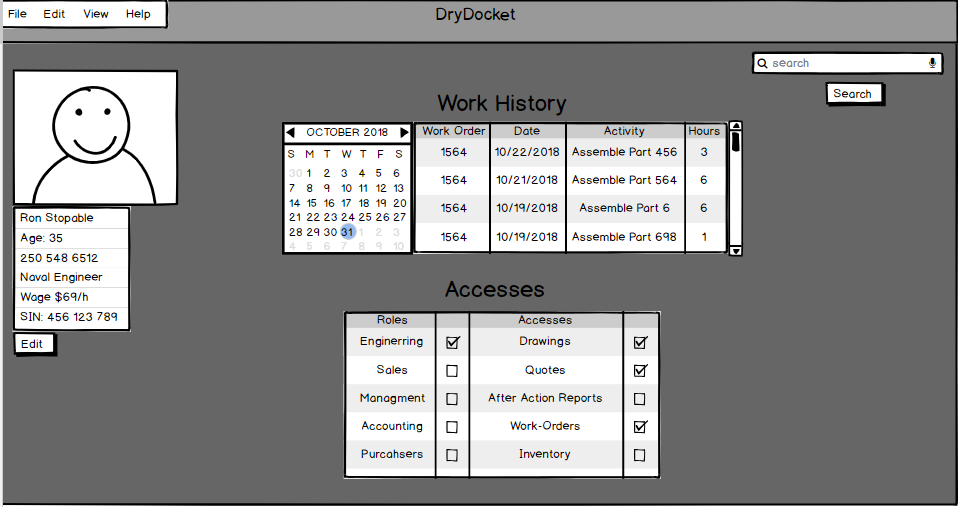 File Edit View Help
DryDocket
search
Search
Ron Stopable
Age: 35
250 548 6512
Naval Engineer
Wage $69/h
SIN: 456 123 789
Edit
Work History
OCTOBER 2018
S M T W T F S
30 1 2 3 4 5 6
7 8 9 10 11 12 13
14 15 16 17 18 19 20
21 22 23 24 25 26 27
28 29 30 31 1 2 3
4 5 6 7 8 9 10
Work Order Date Activity Hours
1564 10/22/2018 Assemble Part 456 3
1564 10/21/2018 Assemble Part 564 6
1564 10/19/2018 Assemble Part 6 6
1564 10/19/2018 Assemble Part 698 1
Accesses
Roles Accesses
Enginerring Drawings
Sales Quotes
Managment After Action Reports
Accounting Work-Orders
Purcahsers Inventory